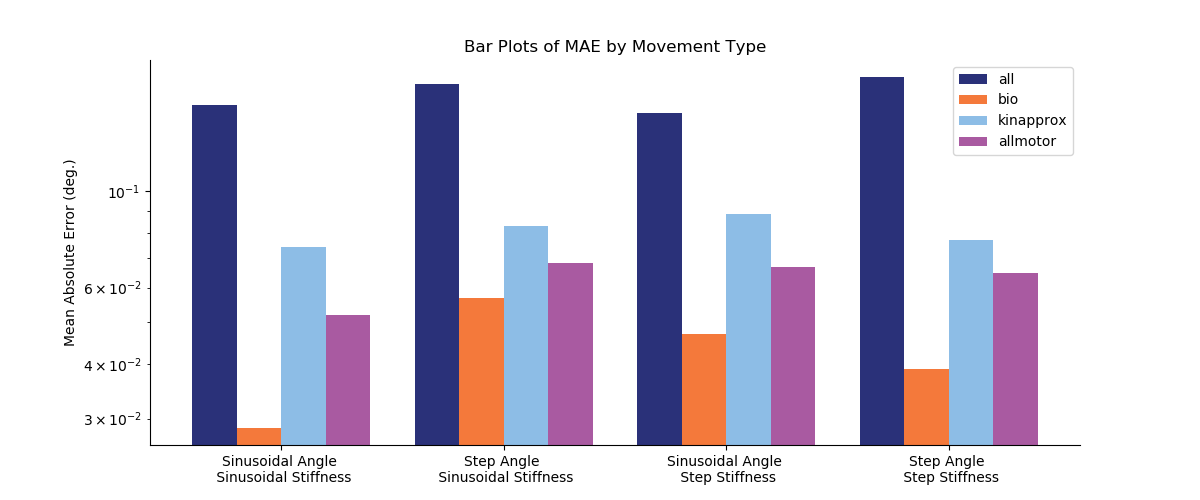 Bar Plots of MAE by Movement Type
all
bio
kinapprox
allmotor
Mean Absolute Error (deg.)
10⁻¹
6 × 10⁻²
4 × 10⁻²
3 × 10⁻²
Sinusoidal Angle
Sinusoidal Stiffness
Step Angle
Sinusoidal Stiffness
Sinusoidal Angle
Step Stiffness
Step Angle
Step Stiffness